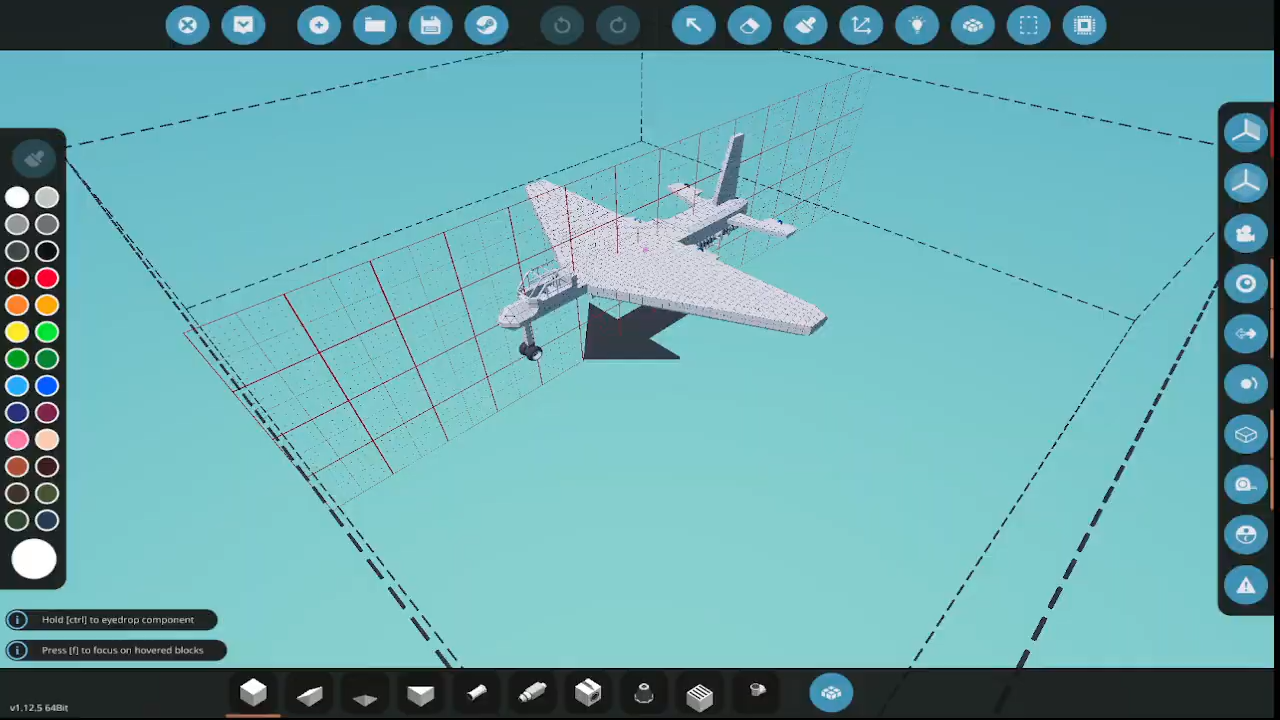 Hold [ctrl] to eyedrop component
Press [f] to focus on hovered blocks
v1.12.5 64Bit